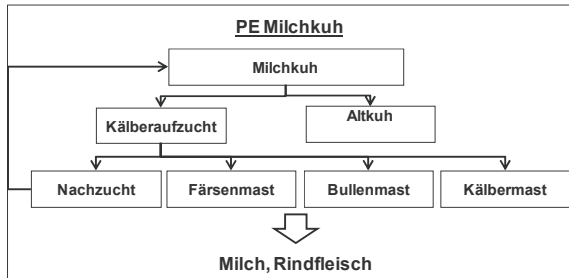 PE Milchkuh
Milchkuh
Kälberaufzucht
Altkuh
Nachzucht
Färsenmast
Bullenmast
Kälbermast
Milch, Rindfleisch